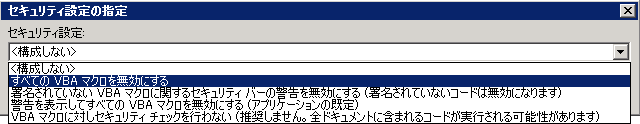 セキュリティ設定の指定
セキュリティ設定:
<構成しない>
<構成しない>
すべての VBA マクロを無効にする
署名されていない VBA マクロに関するセキュリティ バーの警告を無効にする (署名されていないコードは無効になります)
警告を表示してすべての VBA マクロを無効にする (アプリケーションの既定)
VBA マクロに対しセキュリティ チェックを行わない (推奨しません。全ドキュメントに含まれるコードが実行される可能性があります)